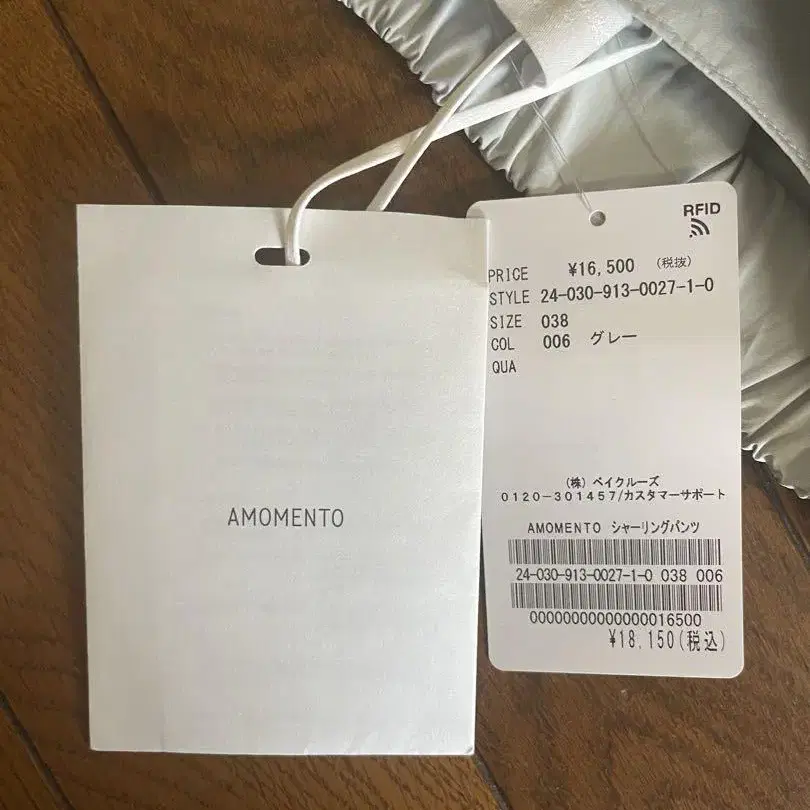 AMOMENTO
RFID
PRICE ¥16,500 (税抜)
STYLE 24-030-913-0027-1-0
SIZE 038
COL 006 グレー
QUA
(株) ベイクルーズ
0120-301457/カスタマーサポート
AMOMENTO シャーリングパンツ
24-030-913-0027-1-0 038 006
00000000000000016500
¥18,150(税込)